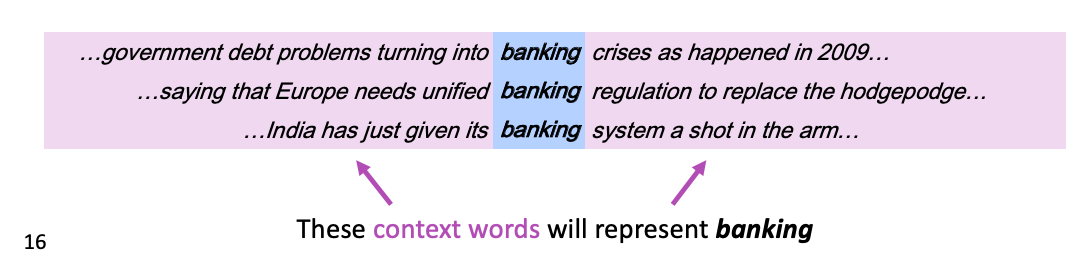 …government debt problems turning into banking crises as happened in 2009…
…saying that Europe needs unified banking regulation to replace the hodgepodge…
…India has just given its banking system a shot in the arm…
These context words will represent banking
16